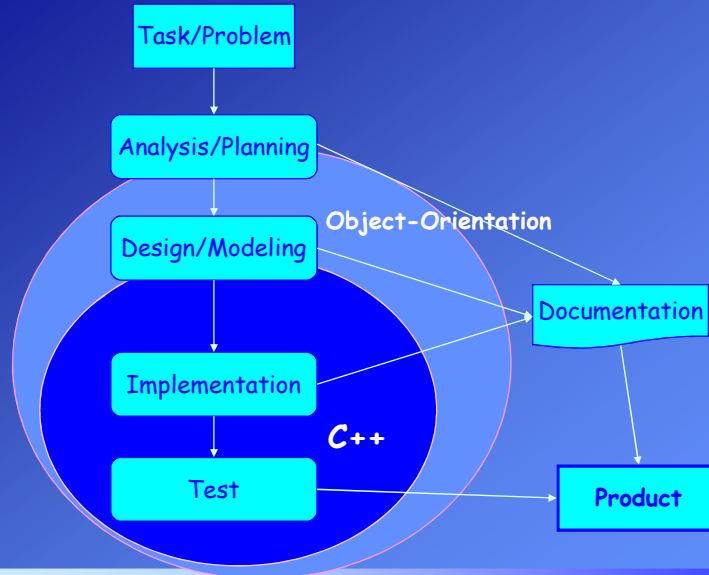 Task/Problem
Analysis/Planning
Object-Orientation
Design/Modeling
Documentation
Implementation
C++
Test
Product